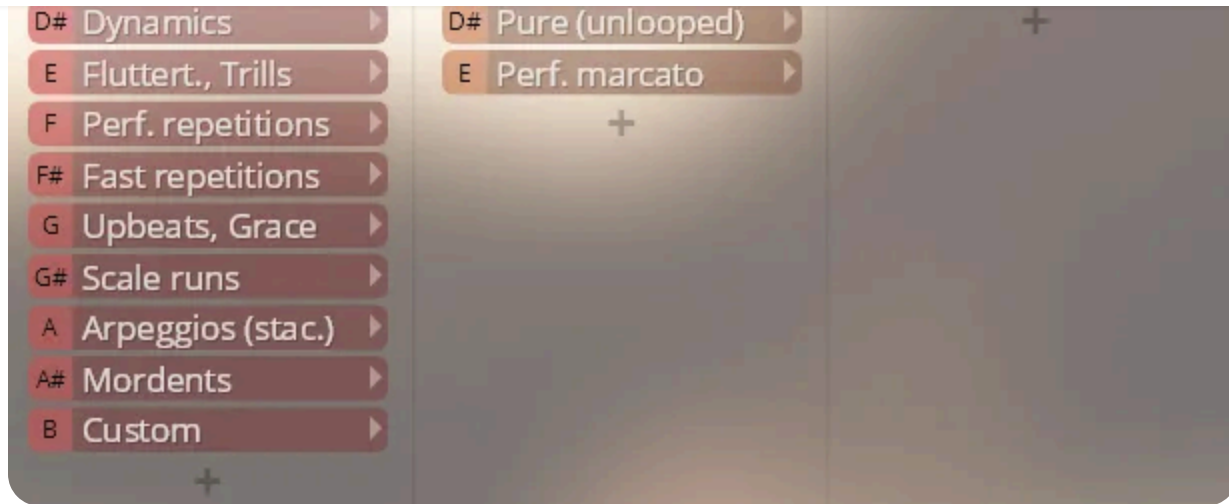 D# Dynamics
E Fluttert., Trills
F Perf. repetitions
F# Fast repetitions
G Upbeats, Grace
G# Scale runs
A Arpeggios (stac.)
A# Mordents
B Custom
+
D# Pure (unlooped)
E Perf. marcato
+
+